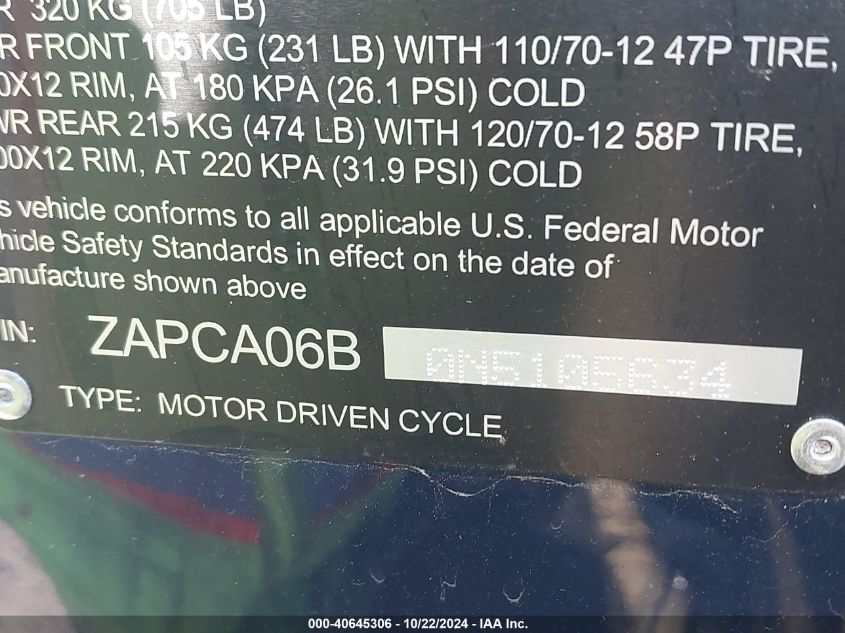 R 320 KG (705 LB)
R FRONT 105 KG (231 LB) WITH 110/70-12 47P TIRE,
0X12 RIM, AT 180 KPA (26.1 PSI) COLD
WR REAR 215 KG (474 LB) WITH 120/70-12 58P TIRE,
00X12 RIM, AT 220 KPA (31.9 PSI) COLD
s vehicle conforms to all applicable U.S. Federal Motor
hicle Safety Standards in effect on the date of
anufacture shown above
IN: ZAPCA06B 0N5105634
TYPE: MOTOR DRIVEN CYCLE
000-40645306 - 10/22/2024 - IAA Inc.